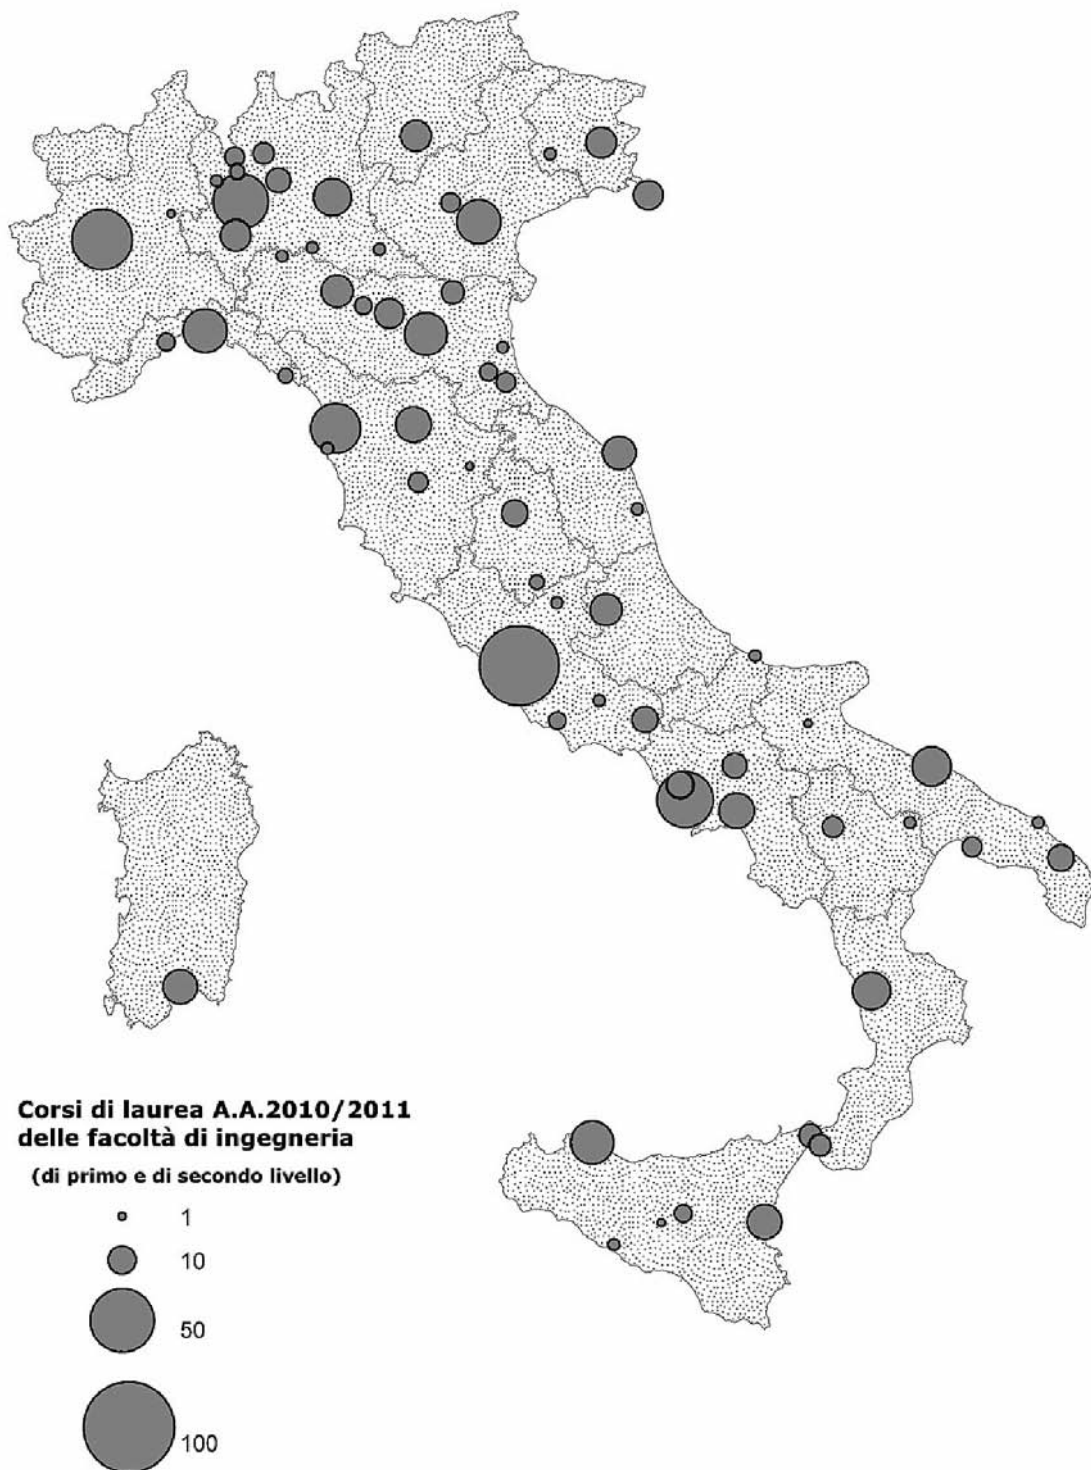 Corsi di laurea A.A.2010/2011
delle facoltà di ingegneria
(di primo e di secondo livello)
1
10
50
100